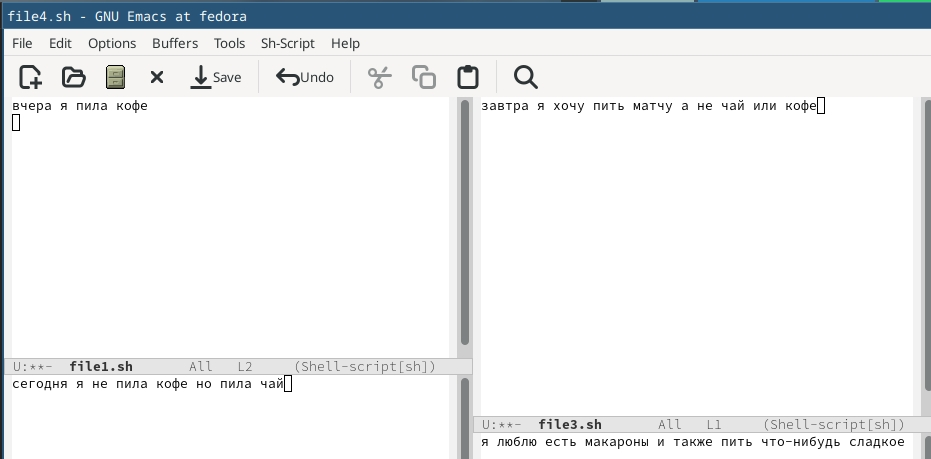 file4.sh - GNU Emacs at fedora
File Edit Options Buffers Tools Sh-Script Help
Save Undo
вчера я пила кофе
U:**- file1.sh All L2 (Shell-script[sh])
сегодня я не пила кофе но пила чай
завтра я хочу пить матчу а не чай или кофе
U:**- file3.sh All L1 (Shell-script[sh])
я люблю есть макароны и также пить что-нибудь сладкое